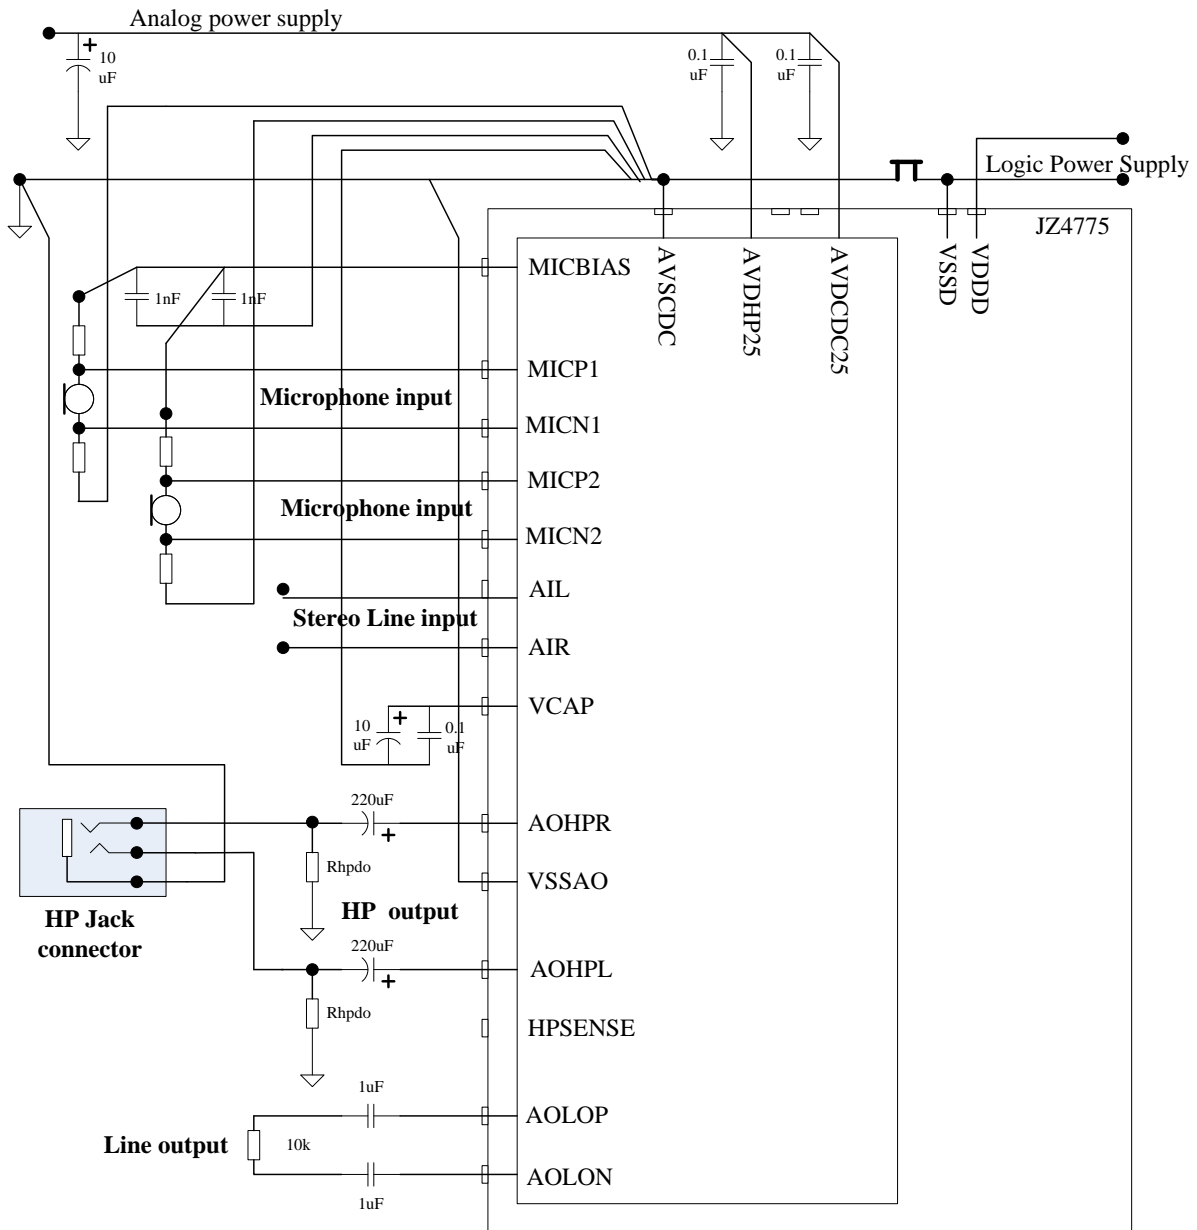 Analog power supply
+
10
uF
0.1
uF
0.1
uF
Logic Power Supply
JZ4775
AVSCDC
AVDHP25
AVDCDC25
VSSD
VDDD
MICBIAS
1nF
1nF
MICP1
Microphone input
MICN1
MICP2
Microphone input
MICN2
AIL
Stereo Line input
AIR
VCAP
10
uF
+
0.1
uF
220uF
+
AOHPR
Rhpdo
VSSAO
HP output
HP Jack
connector
220uF
+
AOHPL
Rhpdo
HPSENSE
1uF
AOLOP
Line output
10k
AOLON
1uF